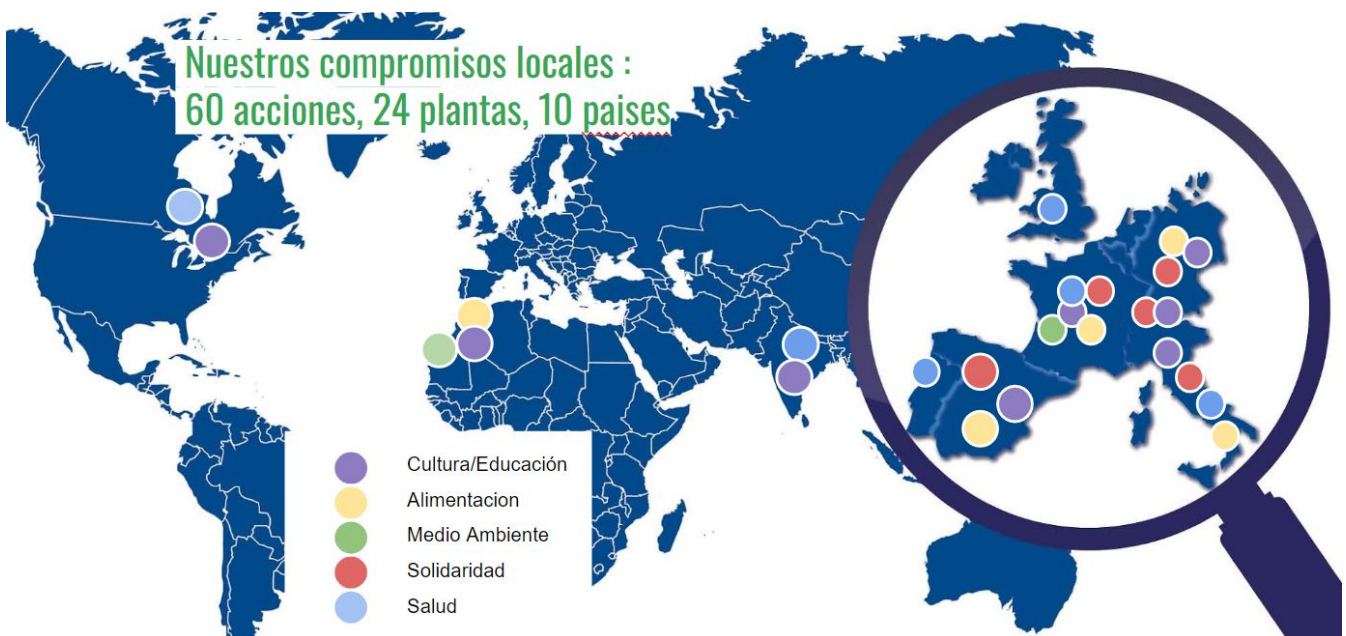 Nuestros compromisos locales :
60 acciones, 24 plantas, 10 paises
Cultura/Educación
Alimentacion
Medio Ambiente
Solidaridad
Salud